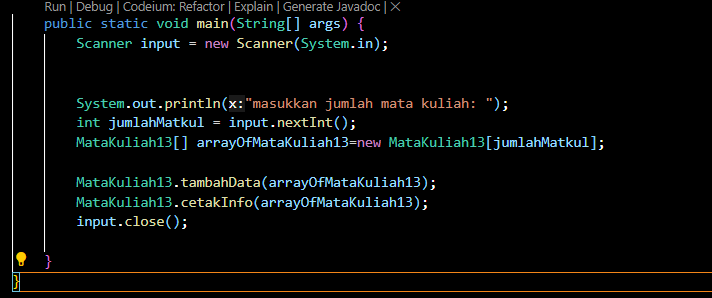 Run | Debug | Codeium: Refactor | Explain | Generate Javadoc | ×
public static void main(String[] args) {
Scanner input = new Scanner(System.in);
System.out.println(x:"masukkan jumlah mata kuliah: ");
int jumlahMatkul = input.nextInt();
MataKuliah13[] arrayOfMataKuliah13=new MataKuliah13[jumlahMatkul];
MataKuliah13.tambahData(arrayOfMataKuliah13);
MataKuliah13.cetakInfo(arrayOfMataKuliah13);
input.close();
}
}